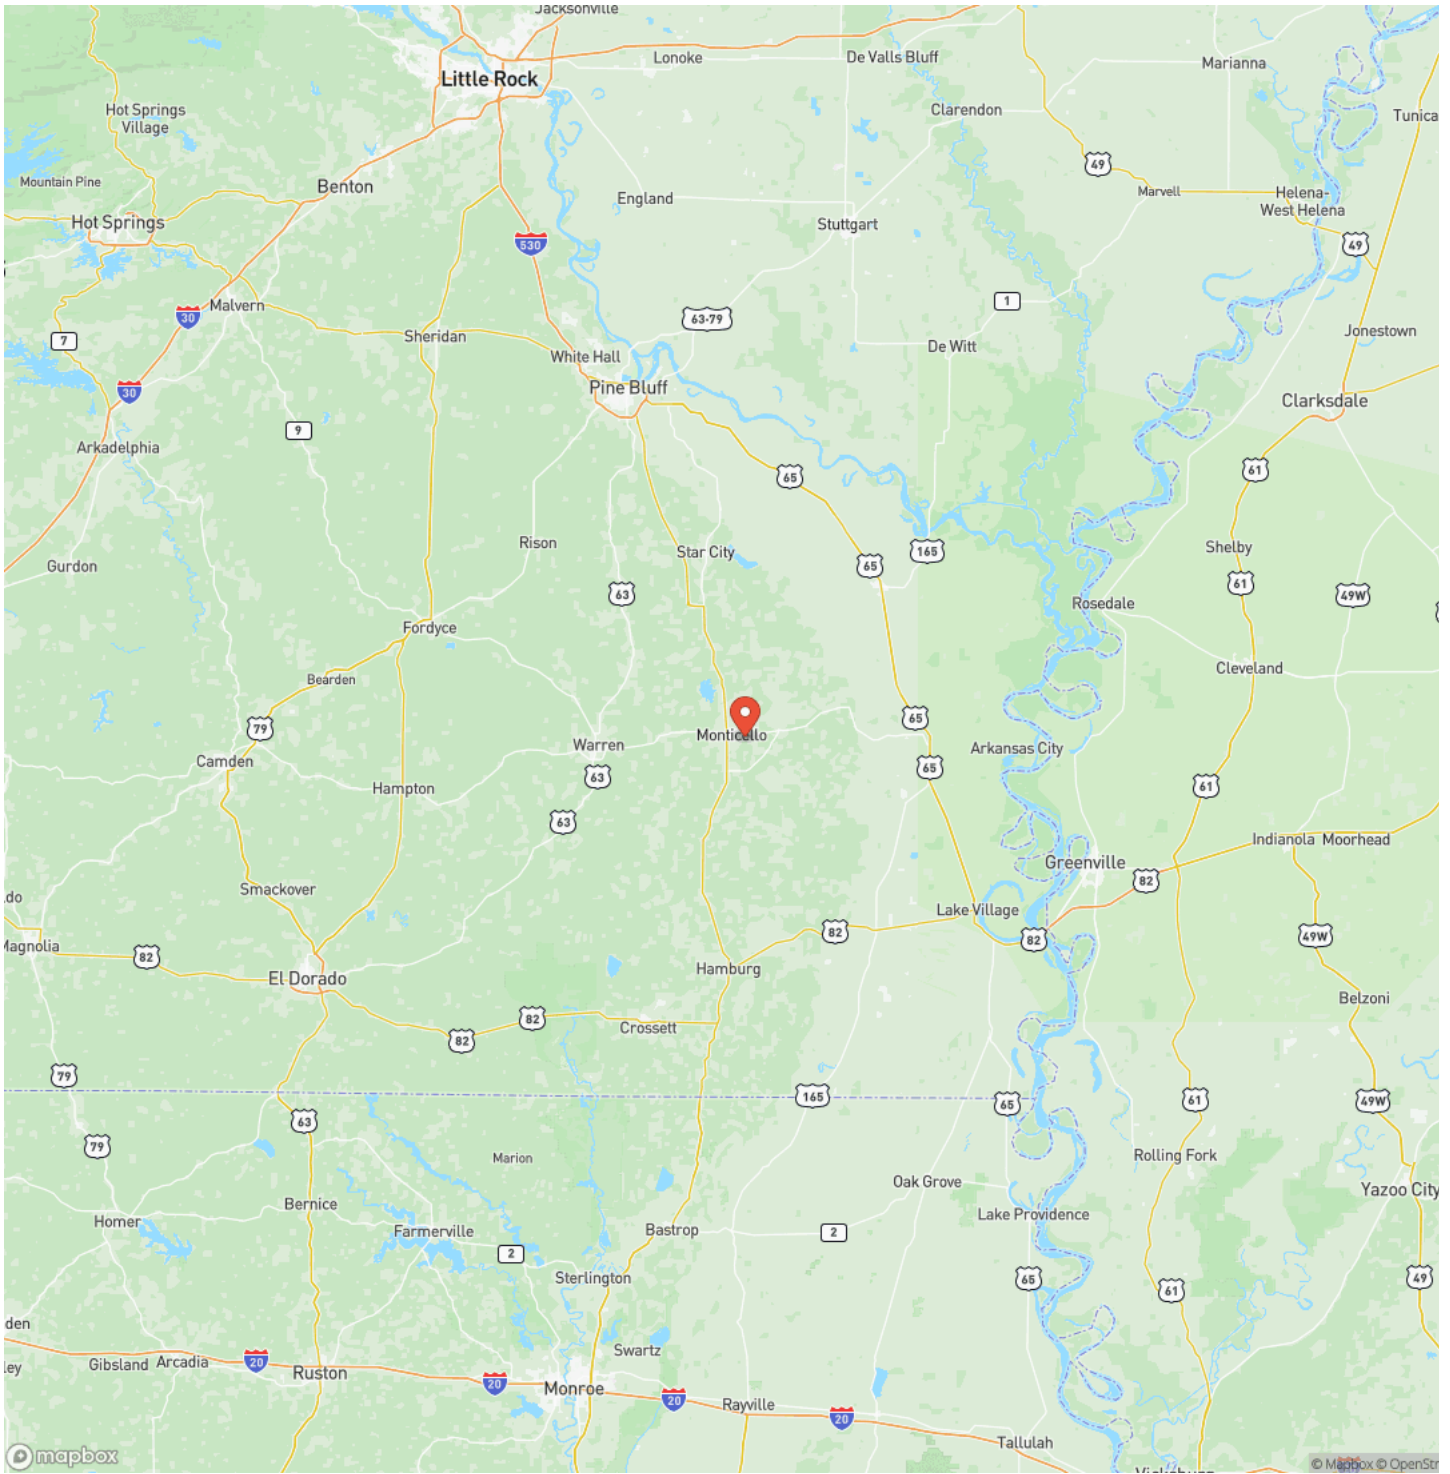 Jacksonville
Little Rock
Lonoke
De Valls Bluff
Marianna
Hot Springs
Village
Clarendon
Tunica
Mountain Pine
Benton
49
Marvell
Helena-
West Helena
England
Hot Springs
Stuttgart
530
49
Malvern
30
63-79
1
7
Sheridan
Jonestown
White Hall
De Witt
Pine Bluff
30
Clarksdale
9
Arkadelphia
65
61
Rison
Star City
165
Shelby
Gurdon
65
61
63
49W
Rosedale
Fordyce
Cleveland
Bearden
79
65
Monticello
Warren
Arkansas City
Camden
65
63
Hampton
61
63
Indianola
Moorhead
Greenville
82
Smackover
Lake Village
ldo
82
82
49W
Magnolia
82
Hamburg
El Dorado
Belzoni
82
Crossett
82
79
165
65
61
49W
63
79
Marion
Rolling Fork
Oak Grove
Yazoo City
Bernice
Lake Providence
Homer
Farmerville
Bastrop
2
2
Sterlington
65
61
49
den
Swartz
Gibsland
Arcadia
20
ley
Ruston
20
Monroe
20
Rayville
20
Tallulah
mapbox
© Mapbox © OpenStr
Vicksburg